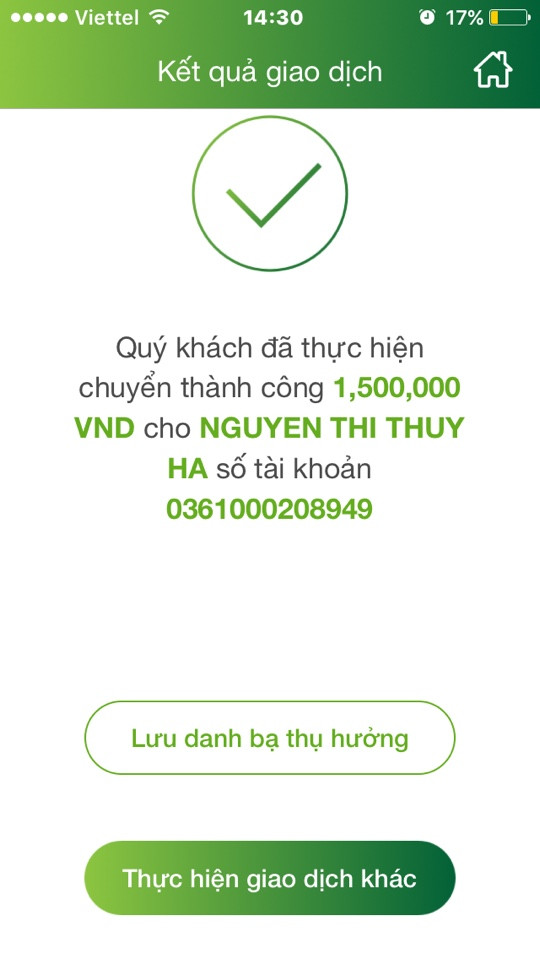 Viettel 14:30 17%
Kết quả giao dịch
Quý khách đã thực hiện
chuyển thành công 1,500,000
VND cho NGUYEN THI THUY
HA số tài khoản
0361000208949
Lưu danh bạ thụ hưởng
Thực hiện giao dịch khác